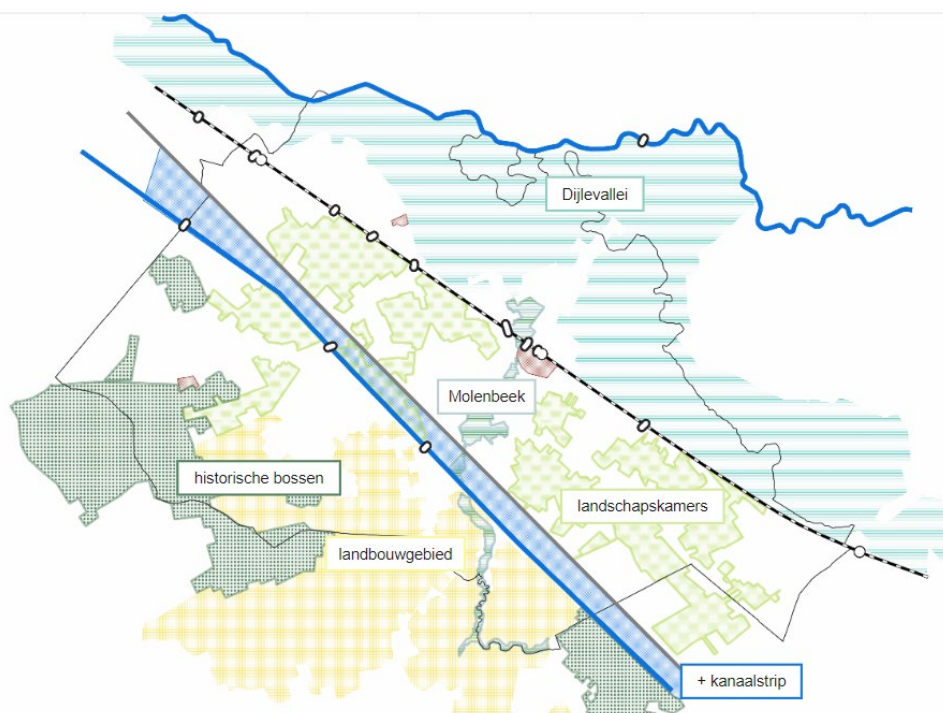 Dijlevallei
Molenbeek
historische bossen
landschapskamers
landbouwgebied
+ kanaalstrip